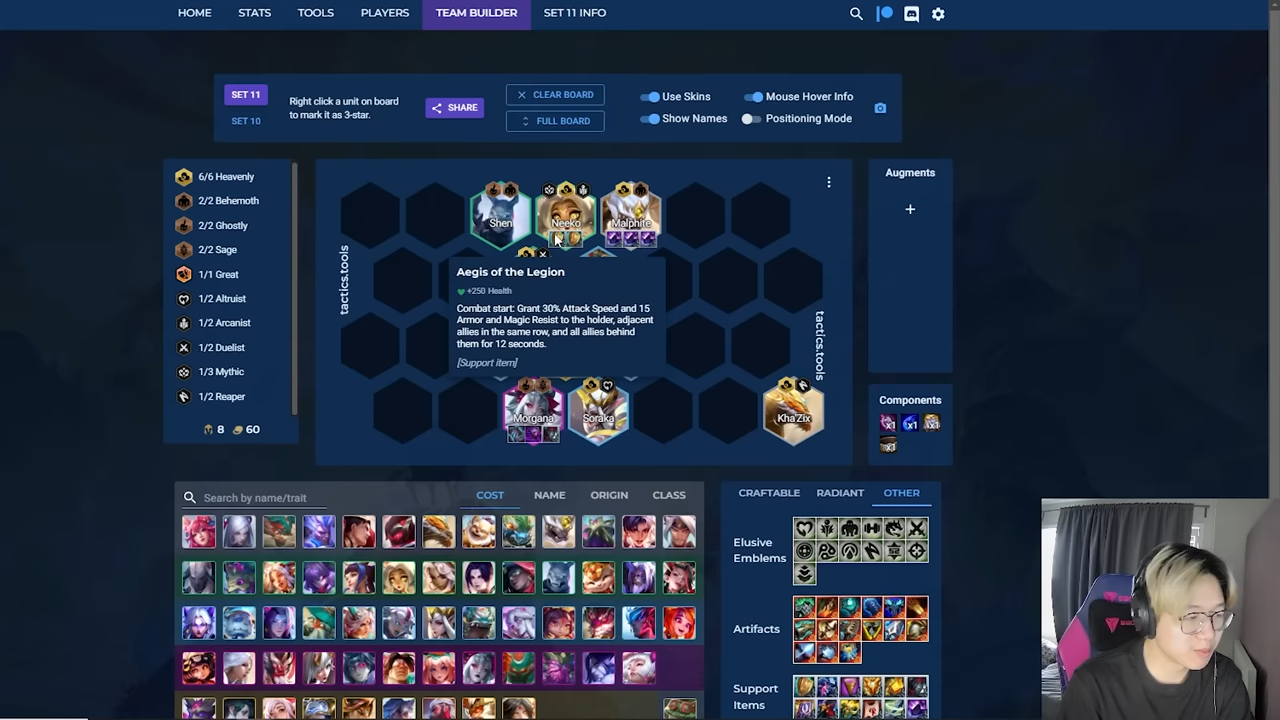 HOME STATS TOOLS PLAYERS TEAM BUILDER SET 11 INFO
SET 11
SET 10
Right click a unit on board
to mark it as 3-star.
SHARE
CLEAR BOARD
FULL BOARD
Use Skins
Mouse Hover Info
Show Names
Positioning Mode
6/6 Heavenly
2/2 Behemoth
2/2 Ghostly
2/2 Sage
1/1 Great
1/2 Altruist
1/2 Arcanist
1/2 Duelist
1/3 Mythic
1/2 Reaper
8 60
tactics.tools
Shen
Neeko
Malphite
Aegis of the Legion
+250 Health
Combat start: Grant 30% Attack Speed and 15
Armor and Magic Resist to the holder, adjacent
allies in the same row, and all allies behind
them for 12 seconds.
[Support item]
Morgana
Soraka
Kha'Zix
tactics.tools
Augments
+
Components
x1
x1
x1
x1
Search by name/trait
COST NAME ORIGIN CLASS
CRAFTABLE RADIANT OTHER
Elusive
Emblems
Artifacts
Support
Items